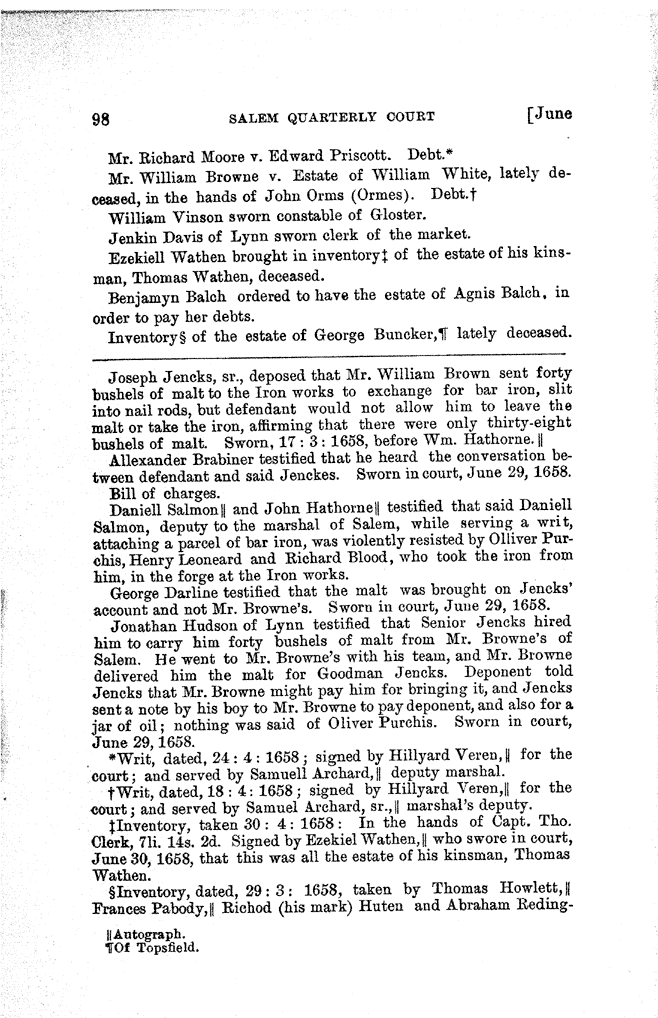 98 SALEM QUARTERLY COURT [June
Mr. Richard Moore v. Edward Priscott. Debt.*
Mr. William Browne v. Estate of William White, lately de-
ceased, in the hands of John Orms (Ormes). Debt.†
William Vinson sworn constable of Gloster.
Jenkin Davis of Lynn sworn clerk of the market.
Ezekiell Wathen brought in inventory‡ of the estate of his kins-
man, Thomas Wathen, deceased.
Benjamyn Balch ordered to have the estate of Agnis Balch, in
order to pay her debts.
Inventory§ of the estate of George Buncker,¶ lately deceased.
Joseph Jencks, sr., deposed that Mr. William Brown sent forty
bushels of malt to the Iron works to exchange for bar iron, slit
into nail rods, but defendant would not allow him to leave the
malt or take the iron, affirming that there were only thirty-eight
bushels of malt. Sworn, 17 : 3 : 1658, before Wm. Hathorne.‖
Allexander Brabiner testified that he heard the conversation be-
tween defendant and said Jenckes. Sworn in court, June 29, 1658.
Bill of charges.
Daniell Salmon‖ and John Hathorne‖ testified that said Daniell
Salmon, deputy to the marshal of Salem, while serving a writ,
attaching a parcel of bar iron, was violently resisted by Olliver Pur-
chis, Henry Leoneard and Richard Blood, who took the iron from
him, in the forge at the Iron works.
George Darline testified that the malt was brought on Jencks'
account and not Mr. Browne's. Sworn in court, June 29, 1658.
Jonathan Hudson of Lynn testified that Senior Jencks hired
him to carry him forty bushels of malt from Mr. Browne's of
Salem. He went to Mr. Browne's with his team, and Mr. Browne
delivered him the malt for Goodman Jencks. Deponent told
Jencks that Mr. Browne might pay him for bringing it, and Jencks
sent a note by his boy to Mr. Browne to pay deponent, and also for a
jar of oil; nothing was said of Oliver Purchis. Sworn in court,
June 29, 1658.
*Writ, dated, 24 : 4 : 1658; signed by Hillyard Veren,‖ for the
court; and served by Samuell Archard,‖ deputy marshal.
†Writ, dated, 18 : 4 : 1658; signed by Hillyard Veren,‖ for the
court; and served by Samuel Archard, sr.,‖ marshal's deputy.
‡Inventory, taken 30 : 4 : 1658: In the hands of Capt. Tho.
Clerk, 7li. 14s. 2d. Signed by Ezekiel Wathen,‖ who swore in court,
June 30, 1658, that this was all the estate of his kinsman, Thomas
Wathen.
§Inventory, dated, 29 : 3 : 1658, taken by Thomas Howlett,‖
Frances Pabody,‖ Richod (his mark) Huten and Abraham Reding-
‖Autograph.
¶Of Topsfield.